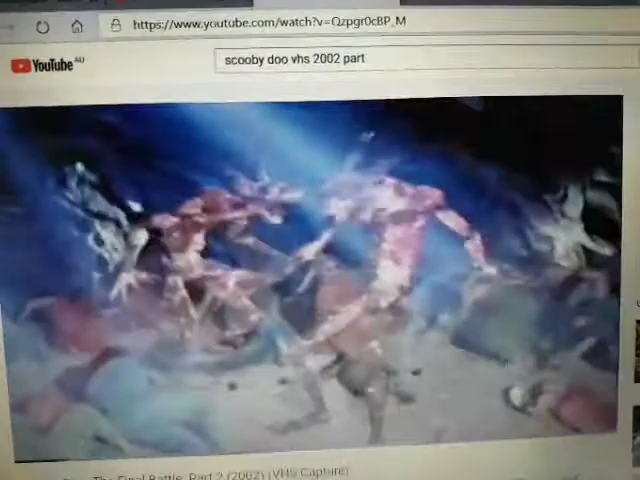 https://www.youtube.com/watch?v=Qzpgr0cBP_M
YouTube AU
scooby doo vhs 2002 part
The Final Battle, Part 2 (2002) (VHS Capture)